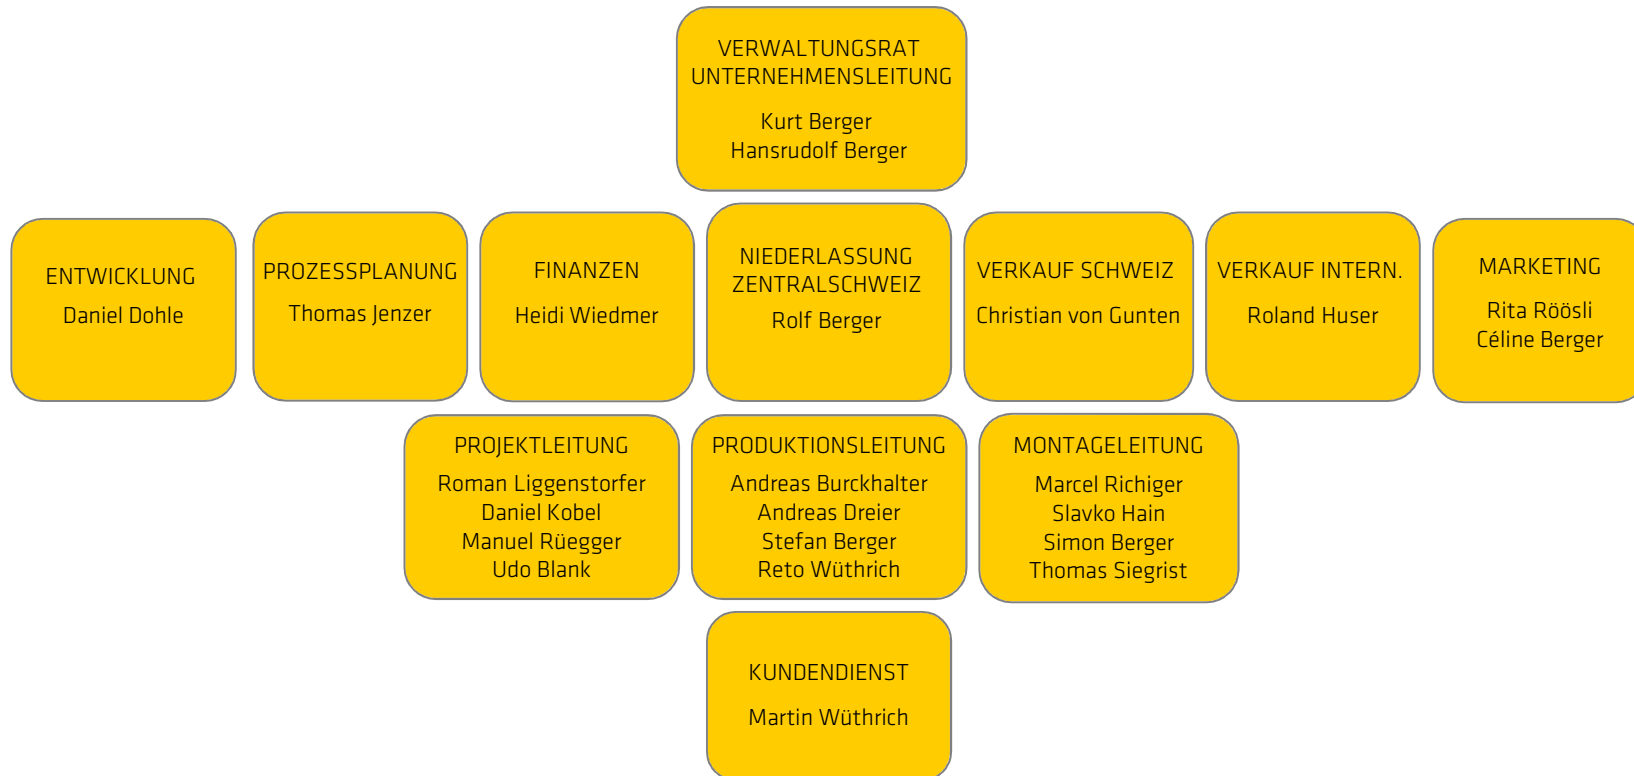 VERWALTUNGSRAT
UNTERNEHMENSLEITUNG
Kurt Berger
Hansrudolf Berger
ENTWICKLUNG
Daniel Dohle
PROZESSPLANUNG
Thomas Jenzer
FINANZEN
Heidi Wiedmer
NIEDERLASSUNG
ZENTRALSCHWEIZ
Rolf Berger
VERKAUF SCHWEIZ
Christian von Gunten
VERKAUF INTERN.
Roland Huser
MARKETING
Rita Röösli
Céline Berger
PROJEKTLEITUNG
Roman Liggenstorfer
Daniel Kobel
Manuel Rüegger
Udo Blank
PRODUKTIONSLEITUNG
Andreas Burckhalter
Andreas Dreier
Stefan Berger
Reto Wüthrich
MONTAGELEITUNG
Marcel Richiger
Slavko Hain
Simon Berger
Thomas Siegrist
KUNDENDIENST
Martin Wüthrich